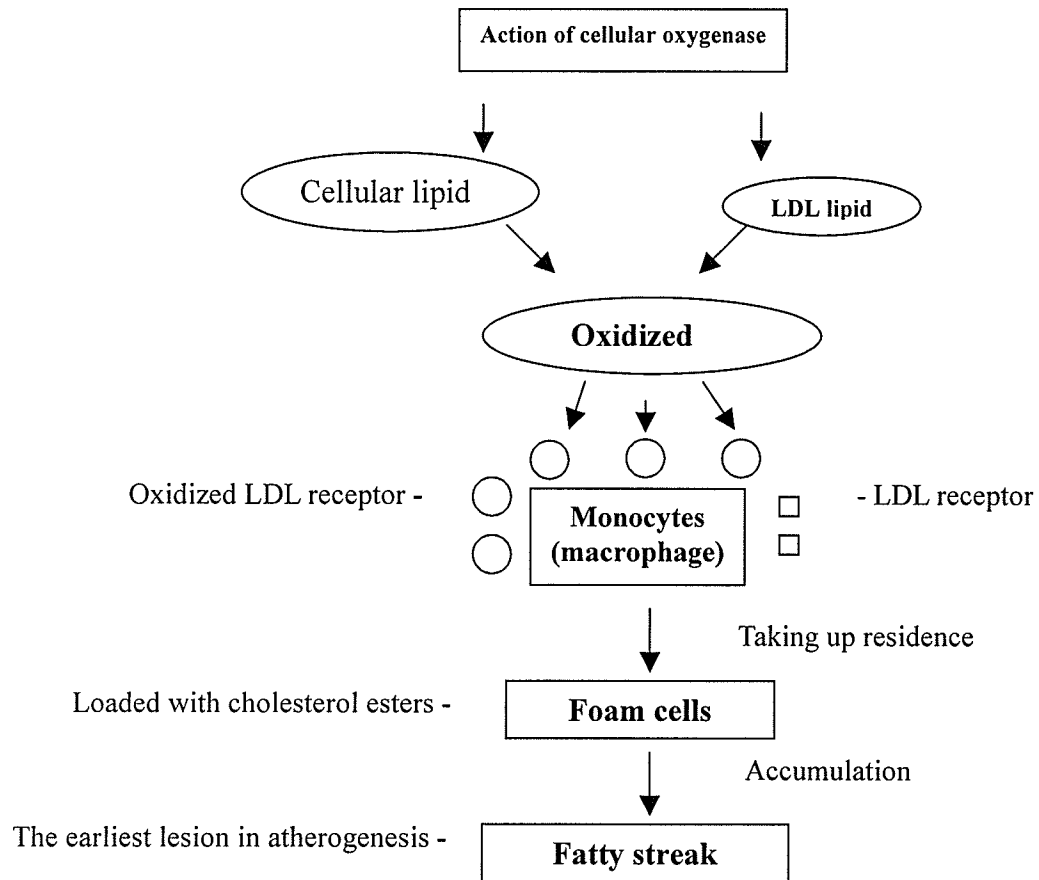 Action of cellular oxygenase
Cellular lipid
LDL lipid
Oxidized
Oxidized LDL receptor -
Monocytes
(macrophage)
- LDL receptor
Taking up residence
Loaded with cholesterol esters -
Foam cells
Accumulation
The earliest lesion in atherogenesis -
Fatty streak